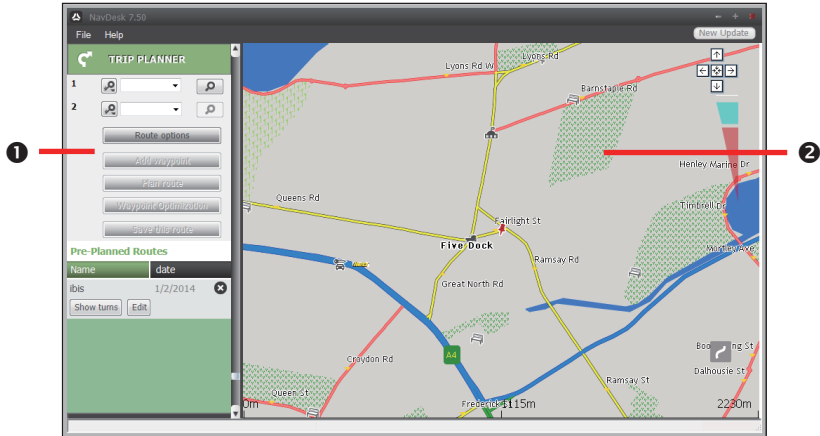 NavDesk 7.50
File Help
New Update
TRIP PLANNER
1
2
Route options
Add waypoint
Plan route
Waypoint Optimization
Save this route
Pre-Planned Routes
Name date
ibis 1/2/2014
Show turns Edit
❶
❷
Lyons Rd
Lyons Rd W
Barnstaple Rd
Henley Marine Dr
Queens Rd
Timbrell Dr
Fairlight St
Five Dock
Ramsay Rd
Great North Rd
A4
Croydon Rd
Dalhousie St
Ramsay St
Queen St
Frederick St
0m 1115m 2230m